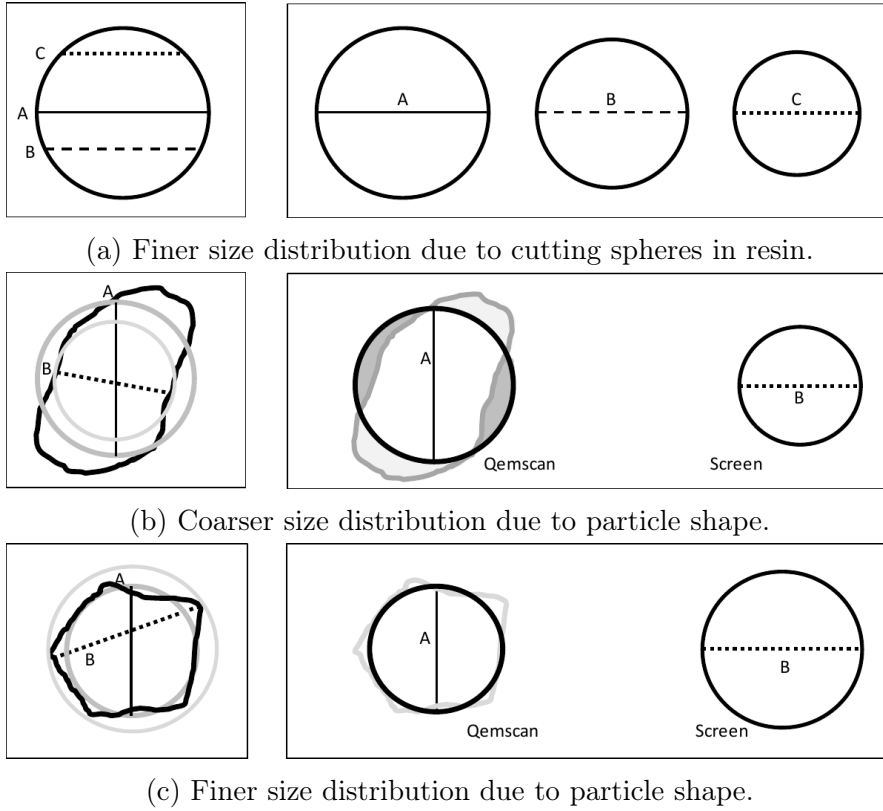 C
A
B
A
B
C
(a) Finer size distribution due to cutting spheres in resin.
A
B
A
B
Qemscan
Screen
(b) Coarser size distribution due to particle shape.
A
B
A
B
Qemscan
Screen
(c) Finer size distribution due to particle shape.